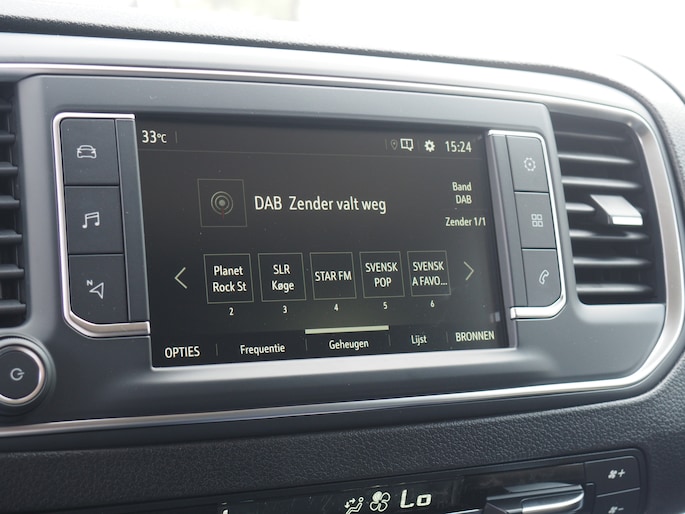 33°C
15:24
DAB Zender valt weg
Band
DAB
Zender 1/1
Planet
Rock St
2
SLR
Køge
3
STAR FM
4
SVENSK
POP
5
SVENSK
A FAVO...
6
OPTIES
Frequentie
Geheugen
Lijst
BRONNEN
N
Lo
+
-